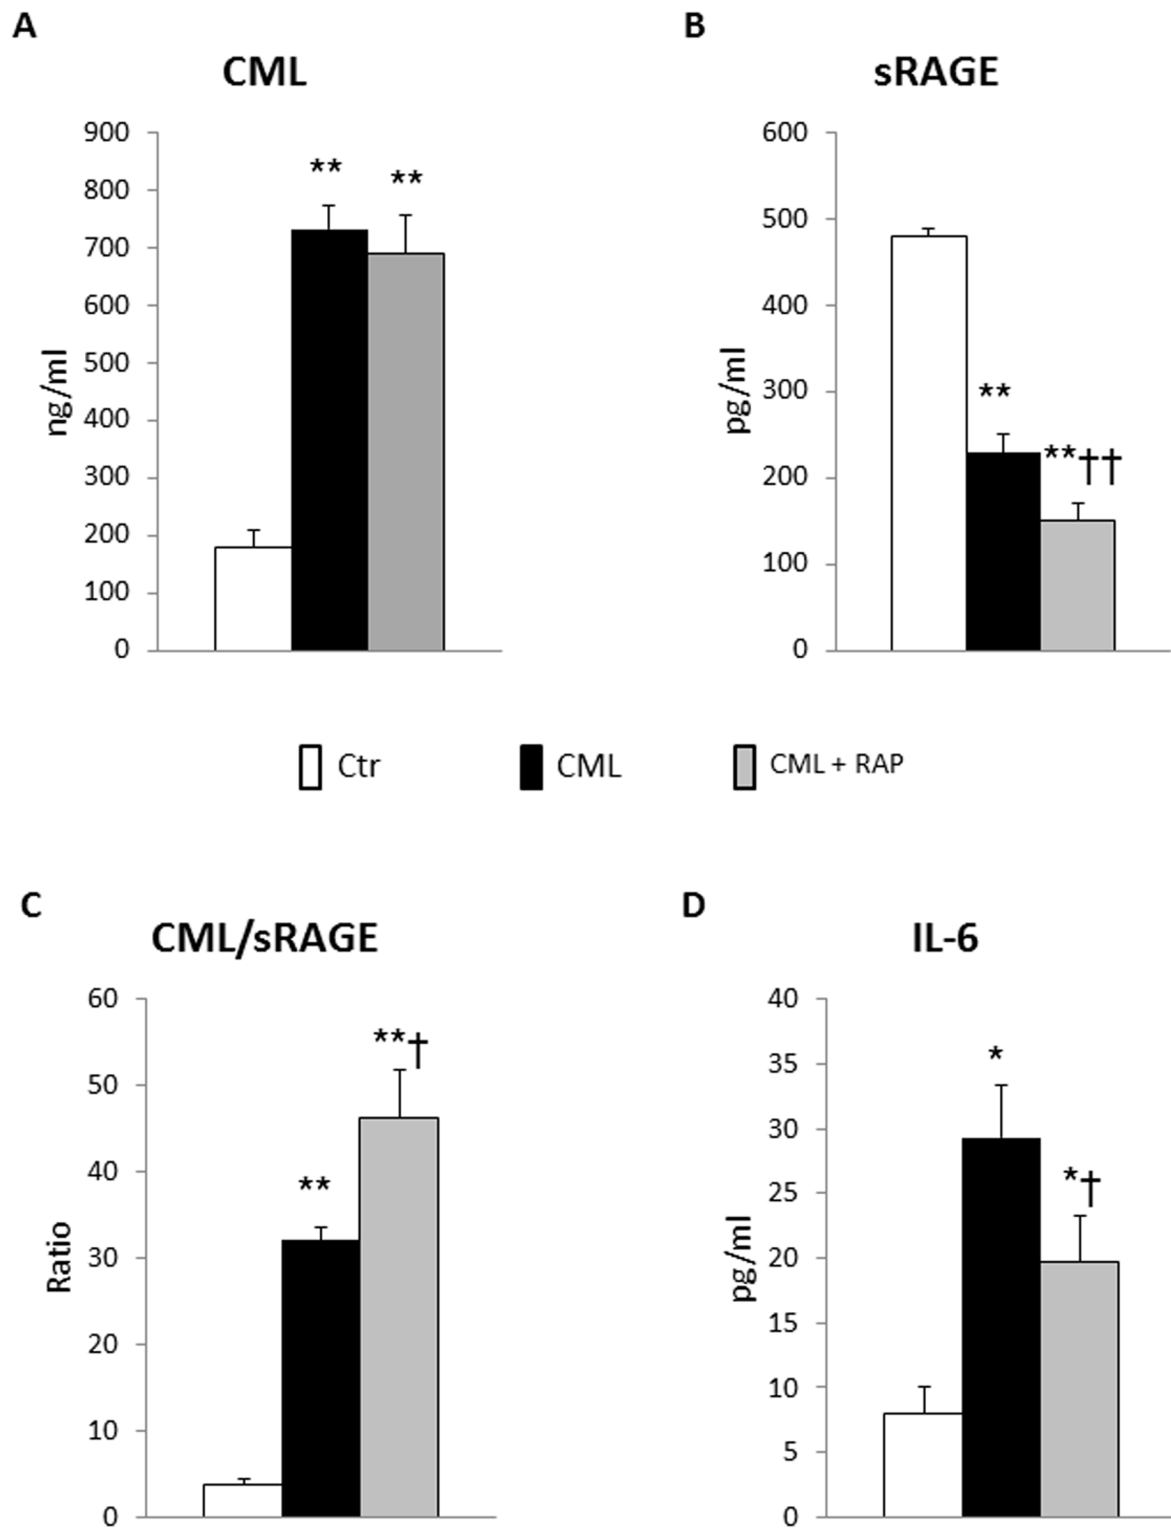 A
CML
900
800
700
600
500
400
300
200
100
0
ng/ml
**
**
B
sRAGE
600
500
400
300
200
100
0
pg/ml
**
**††
Ctr
CML
CML + RAP
C
CML/sRAGE
60
50
40
30
20
10
0
Ratio
**
**†
D
IL-6
40
35
30
25
20
15
10
5
0
pg/ml
*
*†